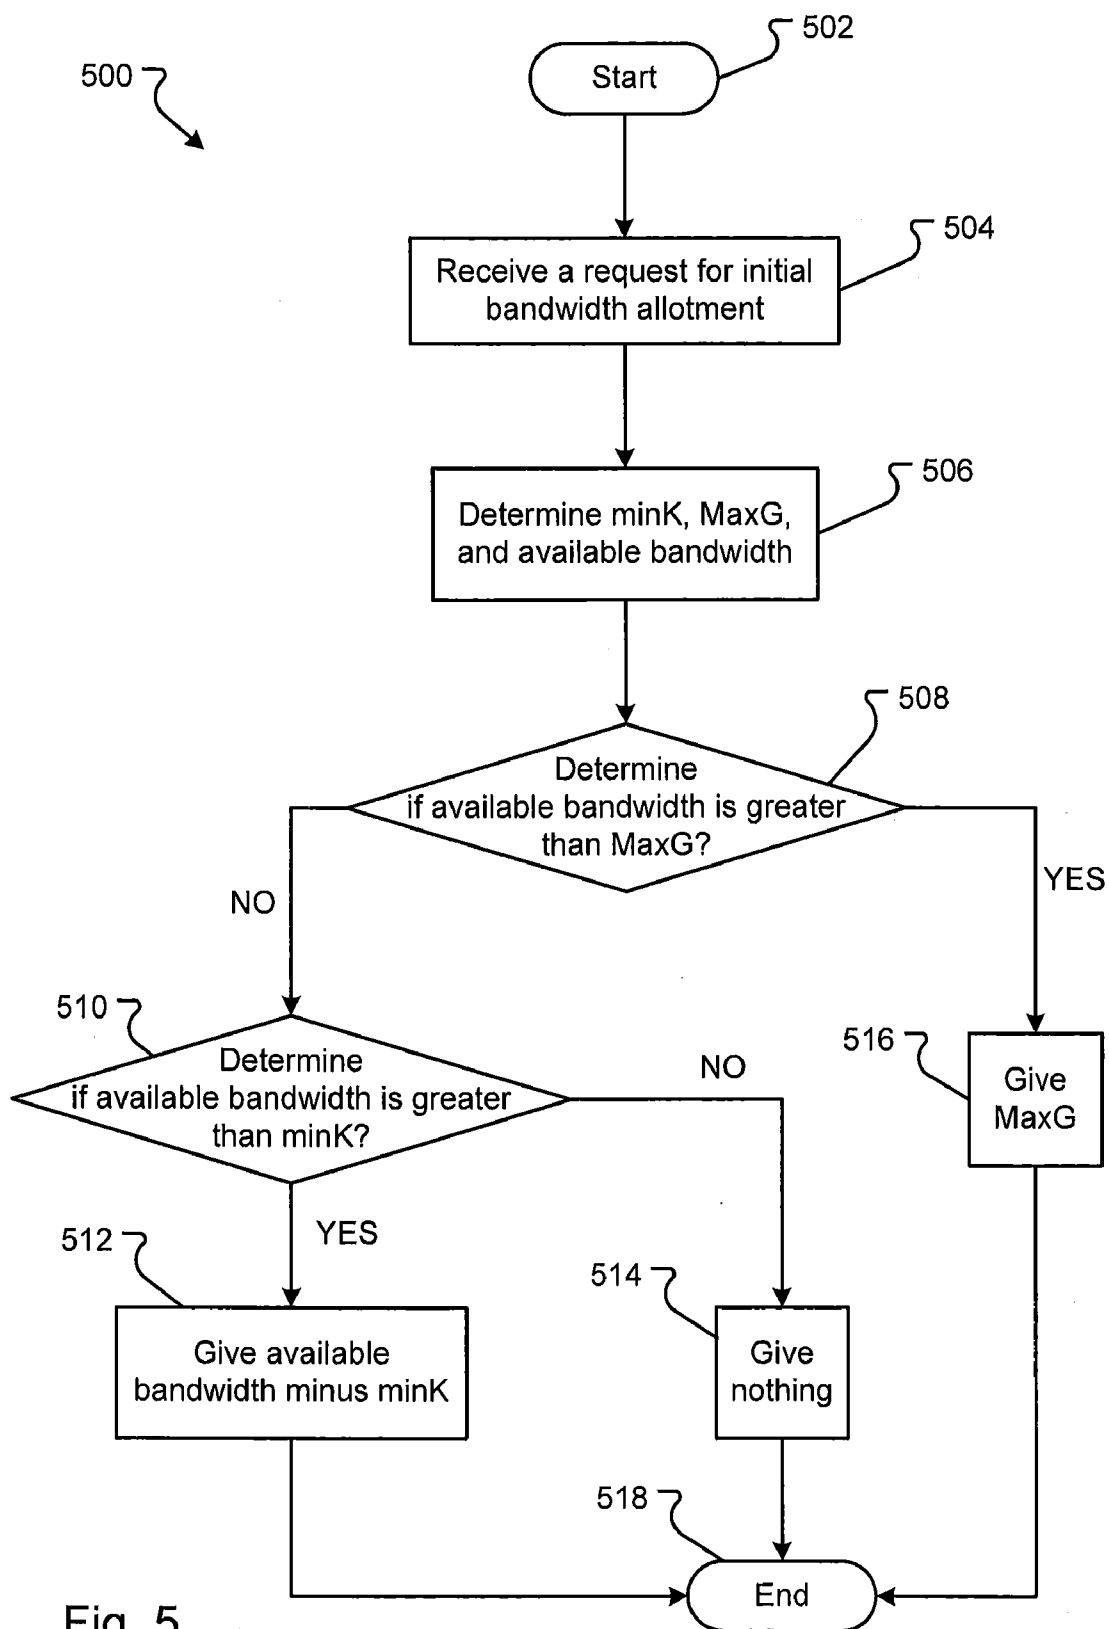 502
500
Start
504
Receive a request for initial
bandwidth allotment
506
Determine minK, MaxG,
and available bandwidth
508
Determine
if available bandwidth is greater
than MaxG?
NO
YES
510
Determine
if available bandwidth is greater
than minK?
NO
516
Give
MaxG
YES
512
Give available
bandwidth minus minK
514
Give
nothing
518
End
Fig. 5